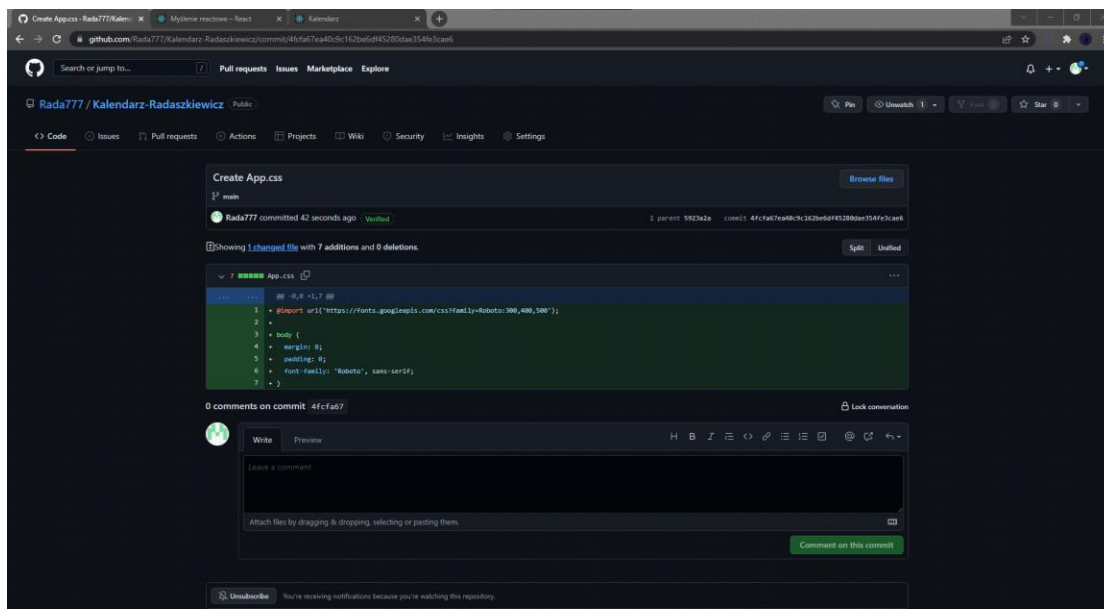 Create App.css · Rada777/Kalend
Myślenie reactowe – React
Kalendarz
github.com/Rada777/Kalendarz-Radaszkiewicz/commit/4fcfa67ea40c9c162be6df45280dae354fe3cae6
Search or jump to... /
Pull requests Issues Marketplace Explore
Rada777 / Kalendarz-Radaszkiewicz Public
Pin Unwatch 1 Fork 0 Star 0
Code Issues Pull requests Actions Projects Wiki Security Insights Settings
Create App.css
Browse files
main
Rada777 committed 42 seconds ago Verified
1 parent 5923a2a commit 4fcfa67ea40c9c162be6df45280dae354fe3cae6
Showing 1 changed file with 7 additions and 0 deletions.
Split Unified
7 App.css
@@ -0,0 +1,7 @@
1 + @import url('https://fonts.googleapis.com/css?family=Roboto:300,400,500');
2 +
3 + body {
4 + margin: 0;
5 + padding: 0;
6 + font-family: 'Roboto', sans-serif;
7 + }
0 comments on commit 4fcfa67
Lock conversation
Write Preview
Leave a comment
Attach files by dragging & dropping, selecting or pasting them.
Comment on this commit
Unsubscribe You're receiving notifications because you're watching this repository.